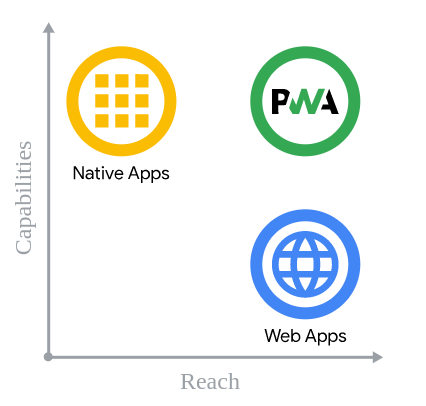 Capabilities
PWA
Native Apps
Web Apps
Reach